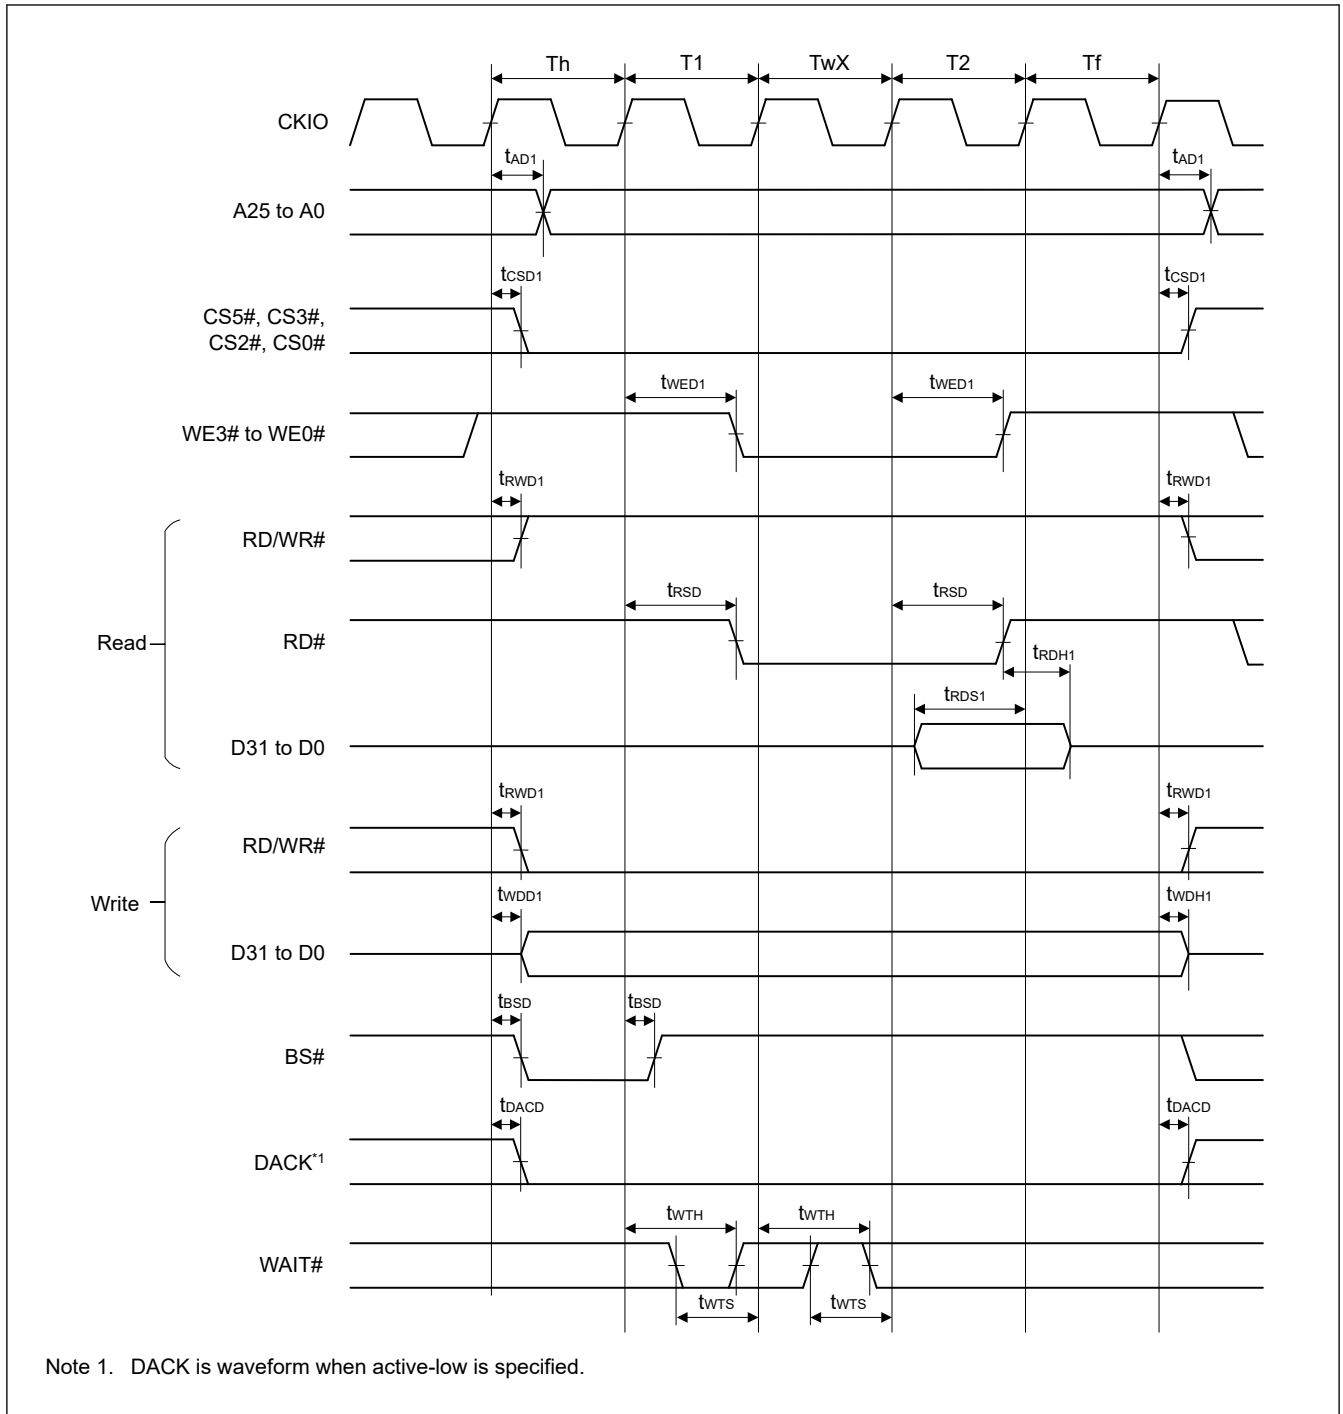 Th T1 TwX T2 Tf
CKIO
tAD1 tAD1
A25 to A0
tCSD1 tCSD1
CS5#, CS3#,
CS2#, CS0#
tWED1 tWED1
WE3# to WE0#
tRWD1 tRWD1
RD/WR#
tRSD tRSD
Read
RD#
tRDH1
tRDS1
D31 to D0
tRWD1 tRWD1
RD/WR#
Write
tWDD1 tWDH1
D31 to D0
tBSD tBSD
BS#
tDACD tDACD
DACK*1
tWTH tWTH
WAIT#
tWTS tWTS
Note 1. DACK is waveform when active-low is specified.